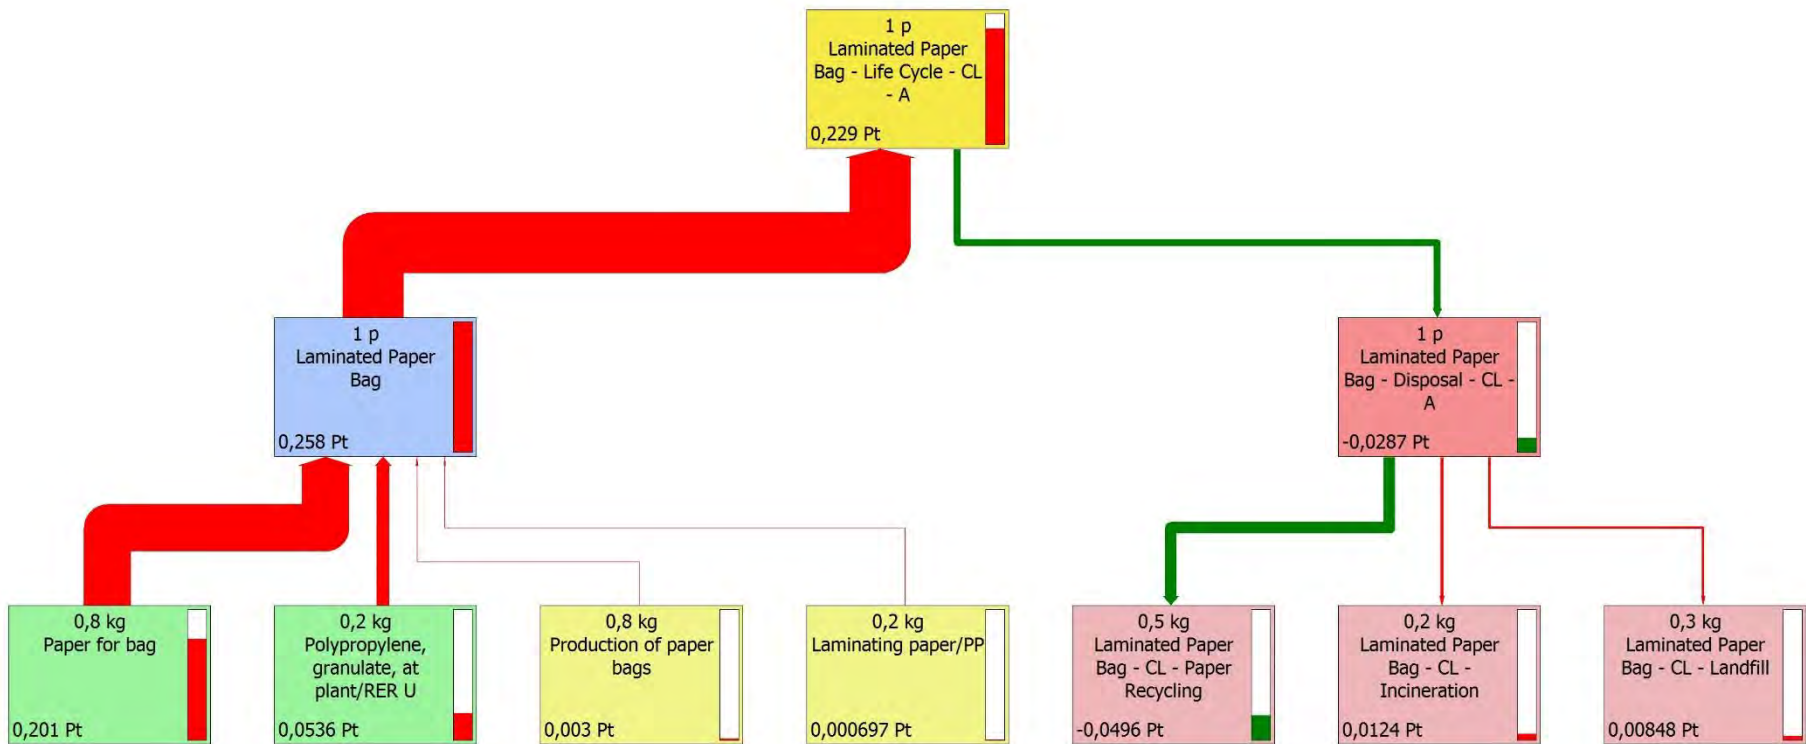 1 p
Laminated Paper
Bag - Life Cycle - CL
- A
0,229 Pt
1 p
Laminated Paper
Bag
0,258 Pt
1 p
Laminated Paper
Bag - Disposal - CL -
A
-0,0287 Pt
0,8 kg
Paper for bag
0,201 Pt
0,2 kg
Polypropylene,
granulate, at
plant/RER U
0,0536 Pt
0,8 kg
Production of paper
bags
0,003 Pt
0,2 kg
Laminating paper/PP
0,000697 Pt
0,5 kg
Laminated Paper
Bag - CL - Paper
Recycling
-0,0496 Pt
0,2 kg
Laminated Paper
Bag - CL -
Incineration
0,0124 Pt
0,3 kg
Laminated Paper
Bag - CL - Landfill
0,00848 Pt